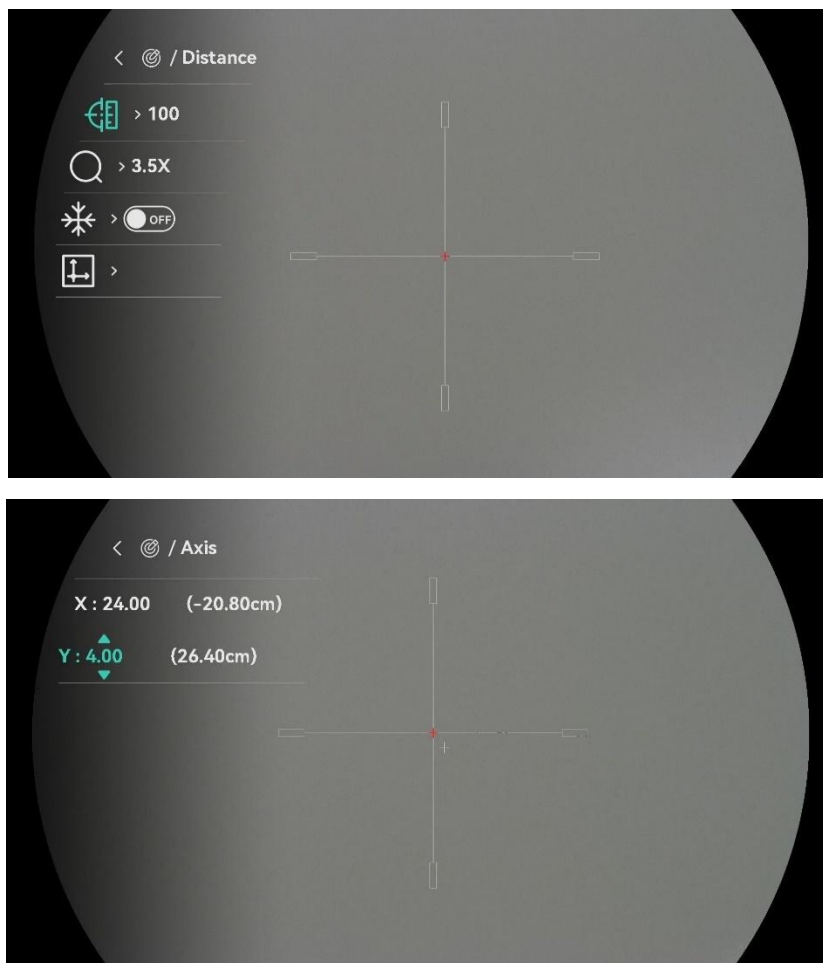 / Distance
> 100
> 3.5X
> OFF
>
/ Axis
X : 24.00 (-20.80cm)
Y : 4.00 (26.40cm)